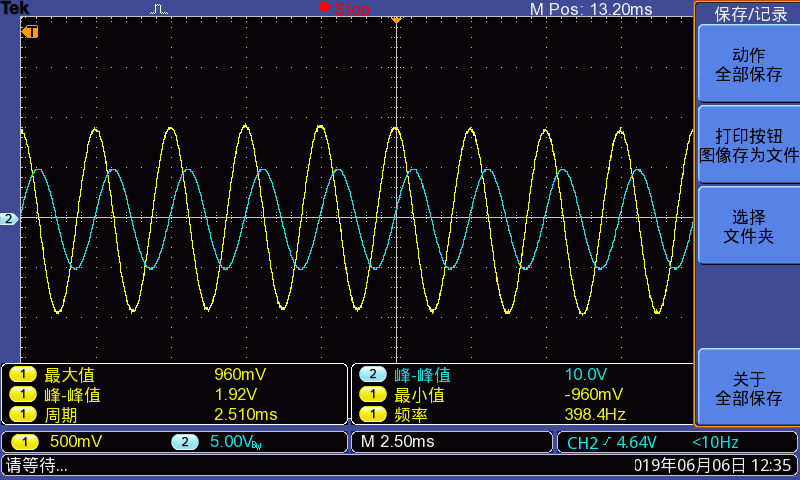 Tek Stop M Pos: 13.20ms 保存/记录
T
动作
全部保存
打印按钮
图像存为文件
2
选择
文件夹
1 最大值 960mV
1 峰-峰值 1.92V
1 周期 2.510ms
2 峰-峰值 10.0V
1 最小值 -960mV
1 频率 398.4Hz
关于
全部保存
1 500mV 2 5.00VBW M 2.50ms CH2 4.64V <10Hz
请等待... 019年06月06日 12:35